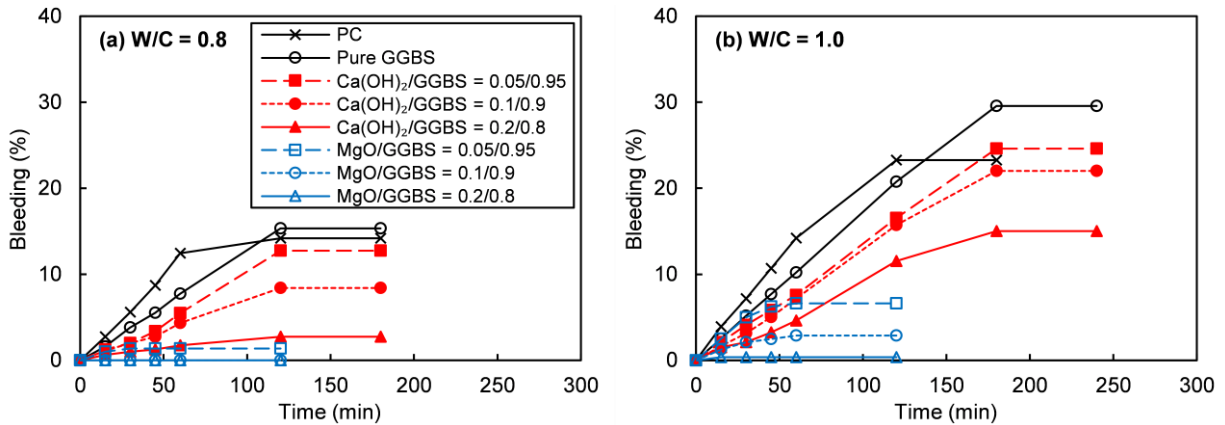 (a) W/C = 0.8
PC
Pure GGBS
Ca(OH)₂/GGBS = 0.05/0.95
Ca(OH)₂/GGBS = 0.1/0.9
Ca(OH)₂/GGBS = 0.2/0.8
MgO/GGBS = 0.05/0.95
MgO/GGBS = 0.1/0.9
MgO/GGBS = 0.2/0.8
Bleeding (%)
40
30
20
10
0
0 50 100 150 200 250 300
Time (min)
(b) W/C = 1.0
Bleeding (%)
40
30
20
10
0
0 50 100 150 200 250 300
Time (min)